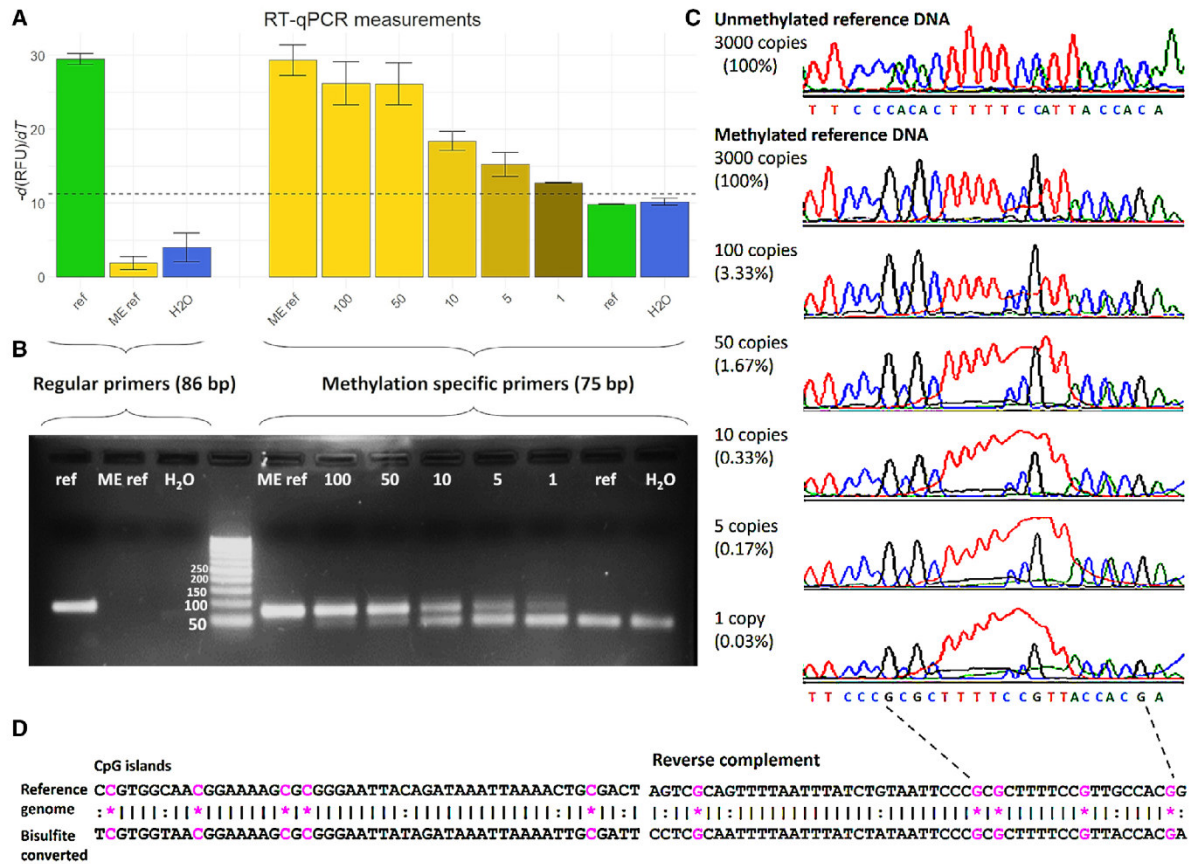 A
RT-qPCR measurements
-d(RFU)/dT
30
20
10
0
ref
ME ref
H2O
ME ref
100
50
10
5
1
ref
H2O
B
Regular primers (86 bp)
Methylation specific primers (75 bp)
ref
ME ref
H₂O
ME ref
100
50
10
5
1
ref
H₂O
250
200
150
100
50
C
Unmethylated reference DNA
3000 copies
(100%)
T T C C CACAC T T T T C CAT TA C CAC A
Methylated reference DNA
3000 copies
(100%)
100 copies
(3.33%)
50 copies
(1.67%)
10 copies
(0.33%)
5 copies
(0.17%)
1 copy
(0.03%)
T T C C C G C G C T T T T C C G T T A C C A C G A
D
CpG islands
Reverse complement
Reference
genome
Bisulfite
converted
CCGTGGCAACGGAAAAGCGCGGGAATTACAGATAAATTAAAACTGCGACT AGTCGCAGTTTTAATTTATCTGTAATTCCCGCGCTTTTCCGTTGCCACGG
TCGTGGTAACGGAAAAGCGCGGGAATTATAGATAAATTAAAATTGCGATT CCTCGCAATTTTAATTTATCTATAATTCCCGCGCTTTTCCGTTACCACGA